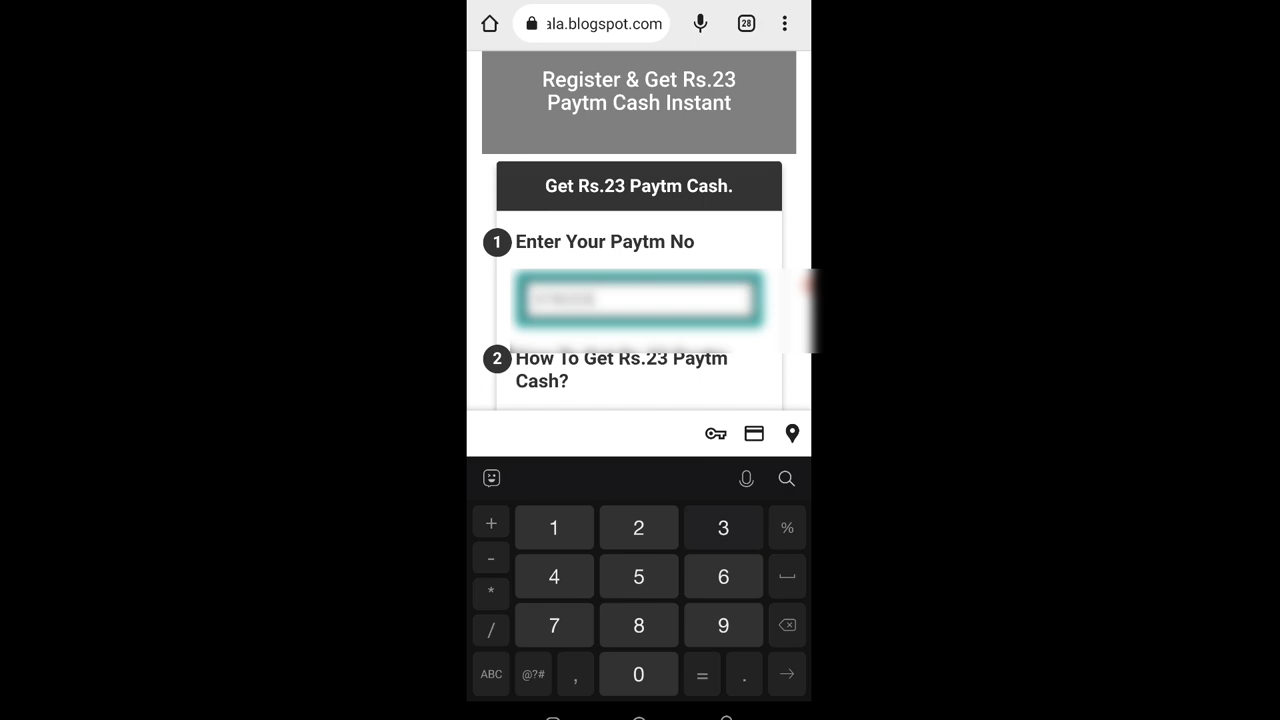 ala.blogspot.com
28
Register & Get Rs.23
Paytm Cash Instant
Get Rs.23 Paytm Cash.
1 Enter Your Paytm No
2 How To Get Rs.23 Paytm
Cash?
+ 1 2 3 %
- 4 5 6
* 7 8 9
/
ABC @?# , 0 = .